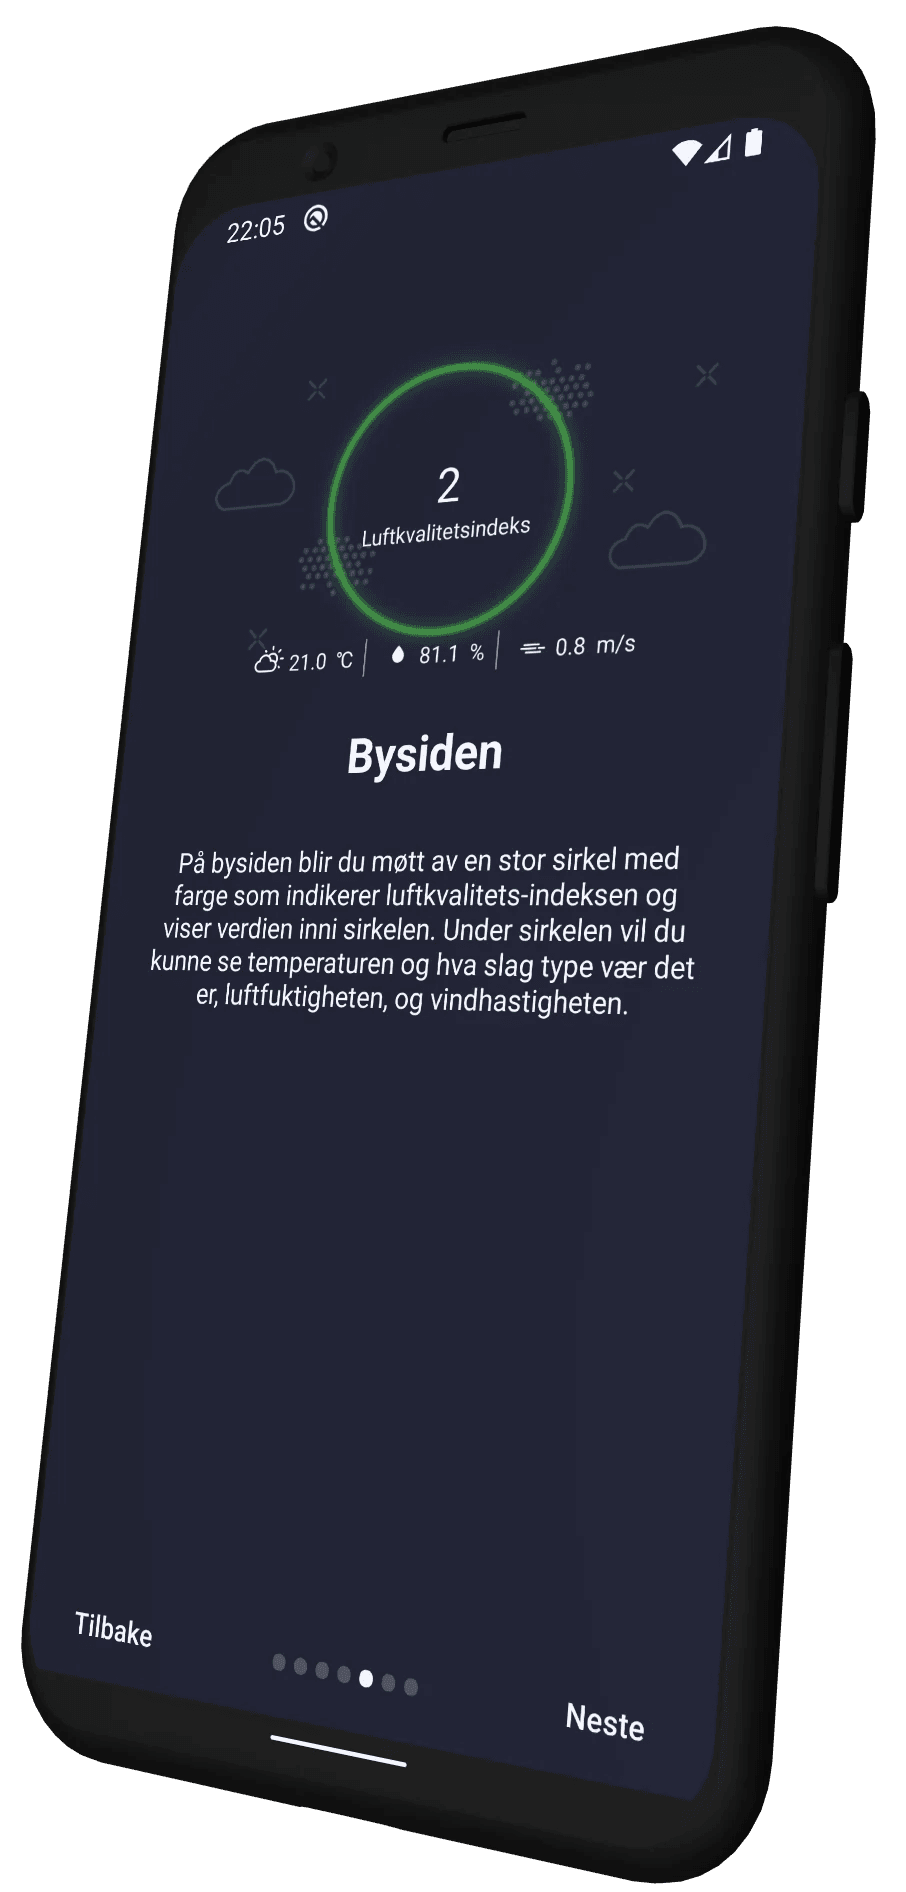 22:05
2
Luftkvalitetsindeks
21.0 °C 81.1 % 0.8 m/s
Bysiden
På bysiden blir du møtt av en stor sirkel med
farge som indikerer luftkvalitets-indeksen og
viser verdien inni sirkelen. Under sirkelen vil du
kunne se temperaturen og hva slag type vær det
er, luftfuktigheten, og vindhastigheten.
Tilbake
Neste